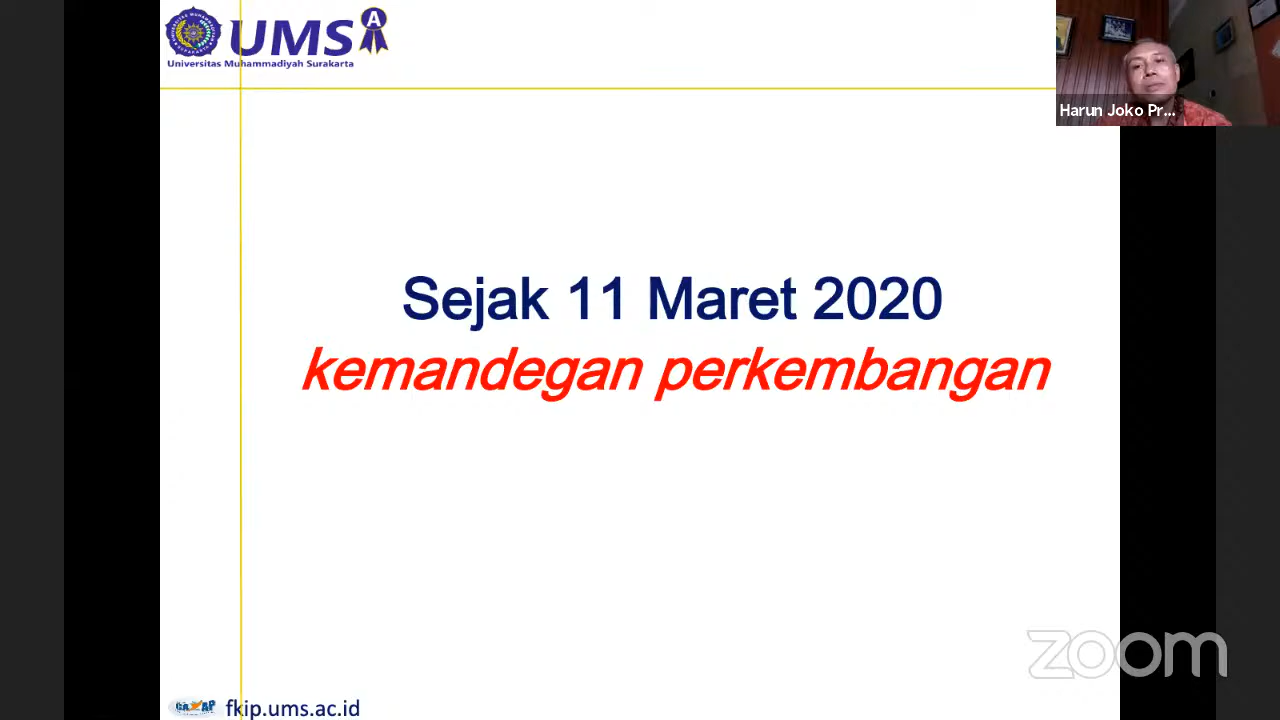 UMS A
Universitas Muhammadiyah Surakarta
Harun Joko Pr...
Sejak 11 Maret 2020
kemandegan perkembangan
zoom
fkip.ums.ac.id